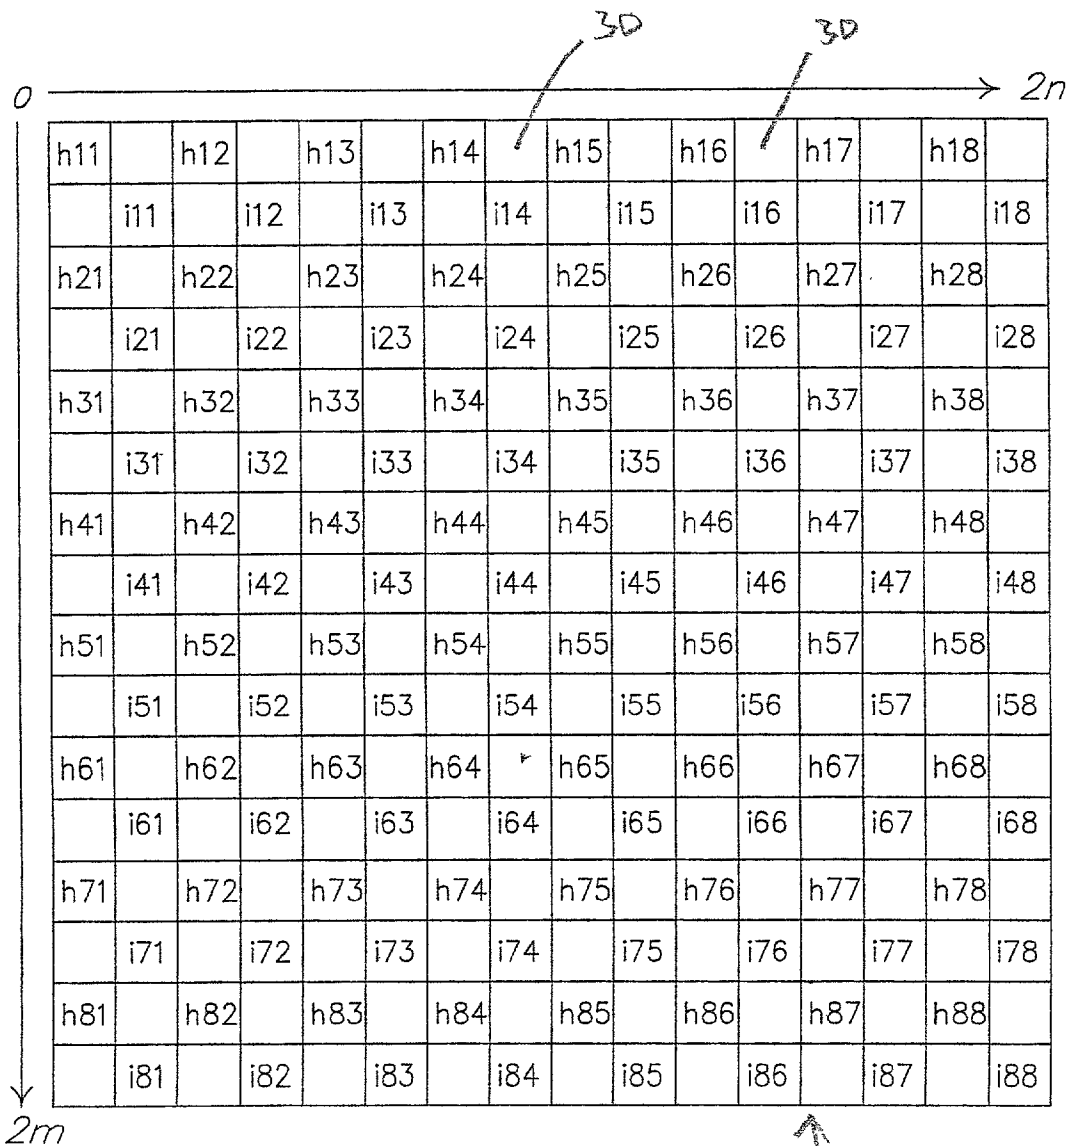 30 30
0 2n
h11 h12 h13 h14 h15 h16 h17 h18
i11 i12 i13 i14 i15 i16 i17 i18
h21 h22 h23 h24 h25 h26 h27 h28
i21 i22 i23 i24 i25 i26 i27 i28
h31 h32 h33 h34 h35 h36 h37 h38
i31 i32 i33 i34 i35 i36 i37 i38
h41 h42 h43 h44 h45 h46 h47 h48
i41 i42 i43 i44 i45 i46 i47 i48
h51 h52 h53 h54 h55 h56 h57 h58
i51 i52 i53 i54 i55 i56 i57 i58
h61 h62 h63 h64 h65 h66 h67 h68
i61 i62 i63 i64 i65 i66 i67 i68
h71 h72 h73 h74 h75 h76 h77 h78
i71 i72 i73 i74 i75 i76 i77 i78
h81 h82 h83 h84 h85 h86 h87 h88
i81 i82 i83 i84 i85 i86 i87 i88
2m